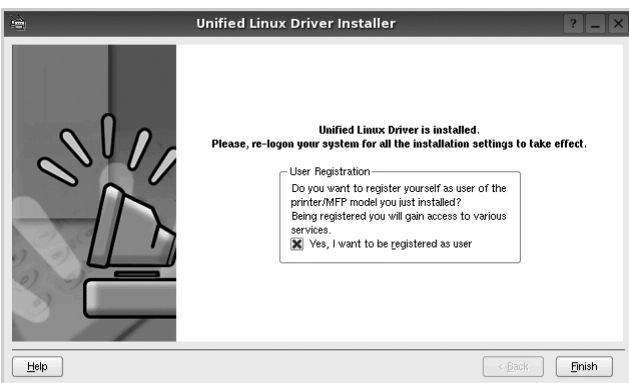 Unified Linux Driver Installer
? _ X
Unified Linux Driver is installed.
Please, re-logon your system for all the installation settings to take effect.
User Registration
Do you want to register yourself as user of the
printer/MFP model you just installed?
Being registered you will gain access to various
services.
Yes, I want to be registered as user
Help
< Back
Finish